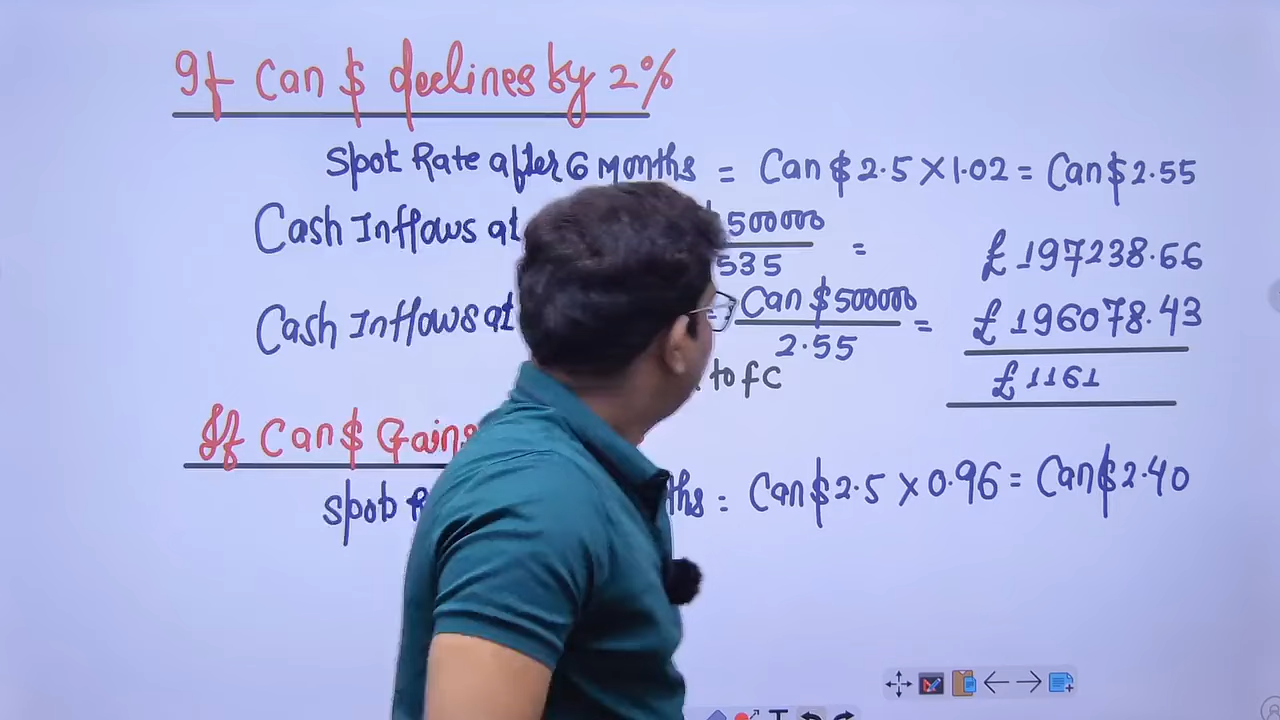 If Can $ declines by 2%
Spot Rate after 6 months = Can $ 2.5 X 1.02 = Can $ 2.55
Cash Inflows at 500000 = £ 197238.66
535
Cash Inflows at = Can $ 500000 = £ 196078.43
2.55
to FC £ 1161
If Can $ Gains
Spot = Can $ 2.5 X 0.96 = Can $ 2.40